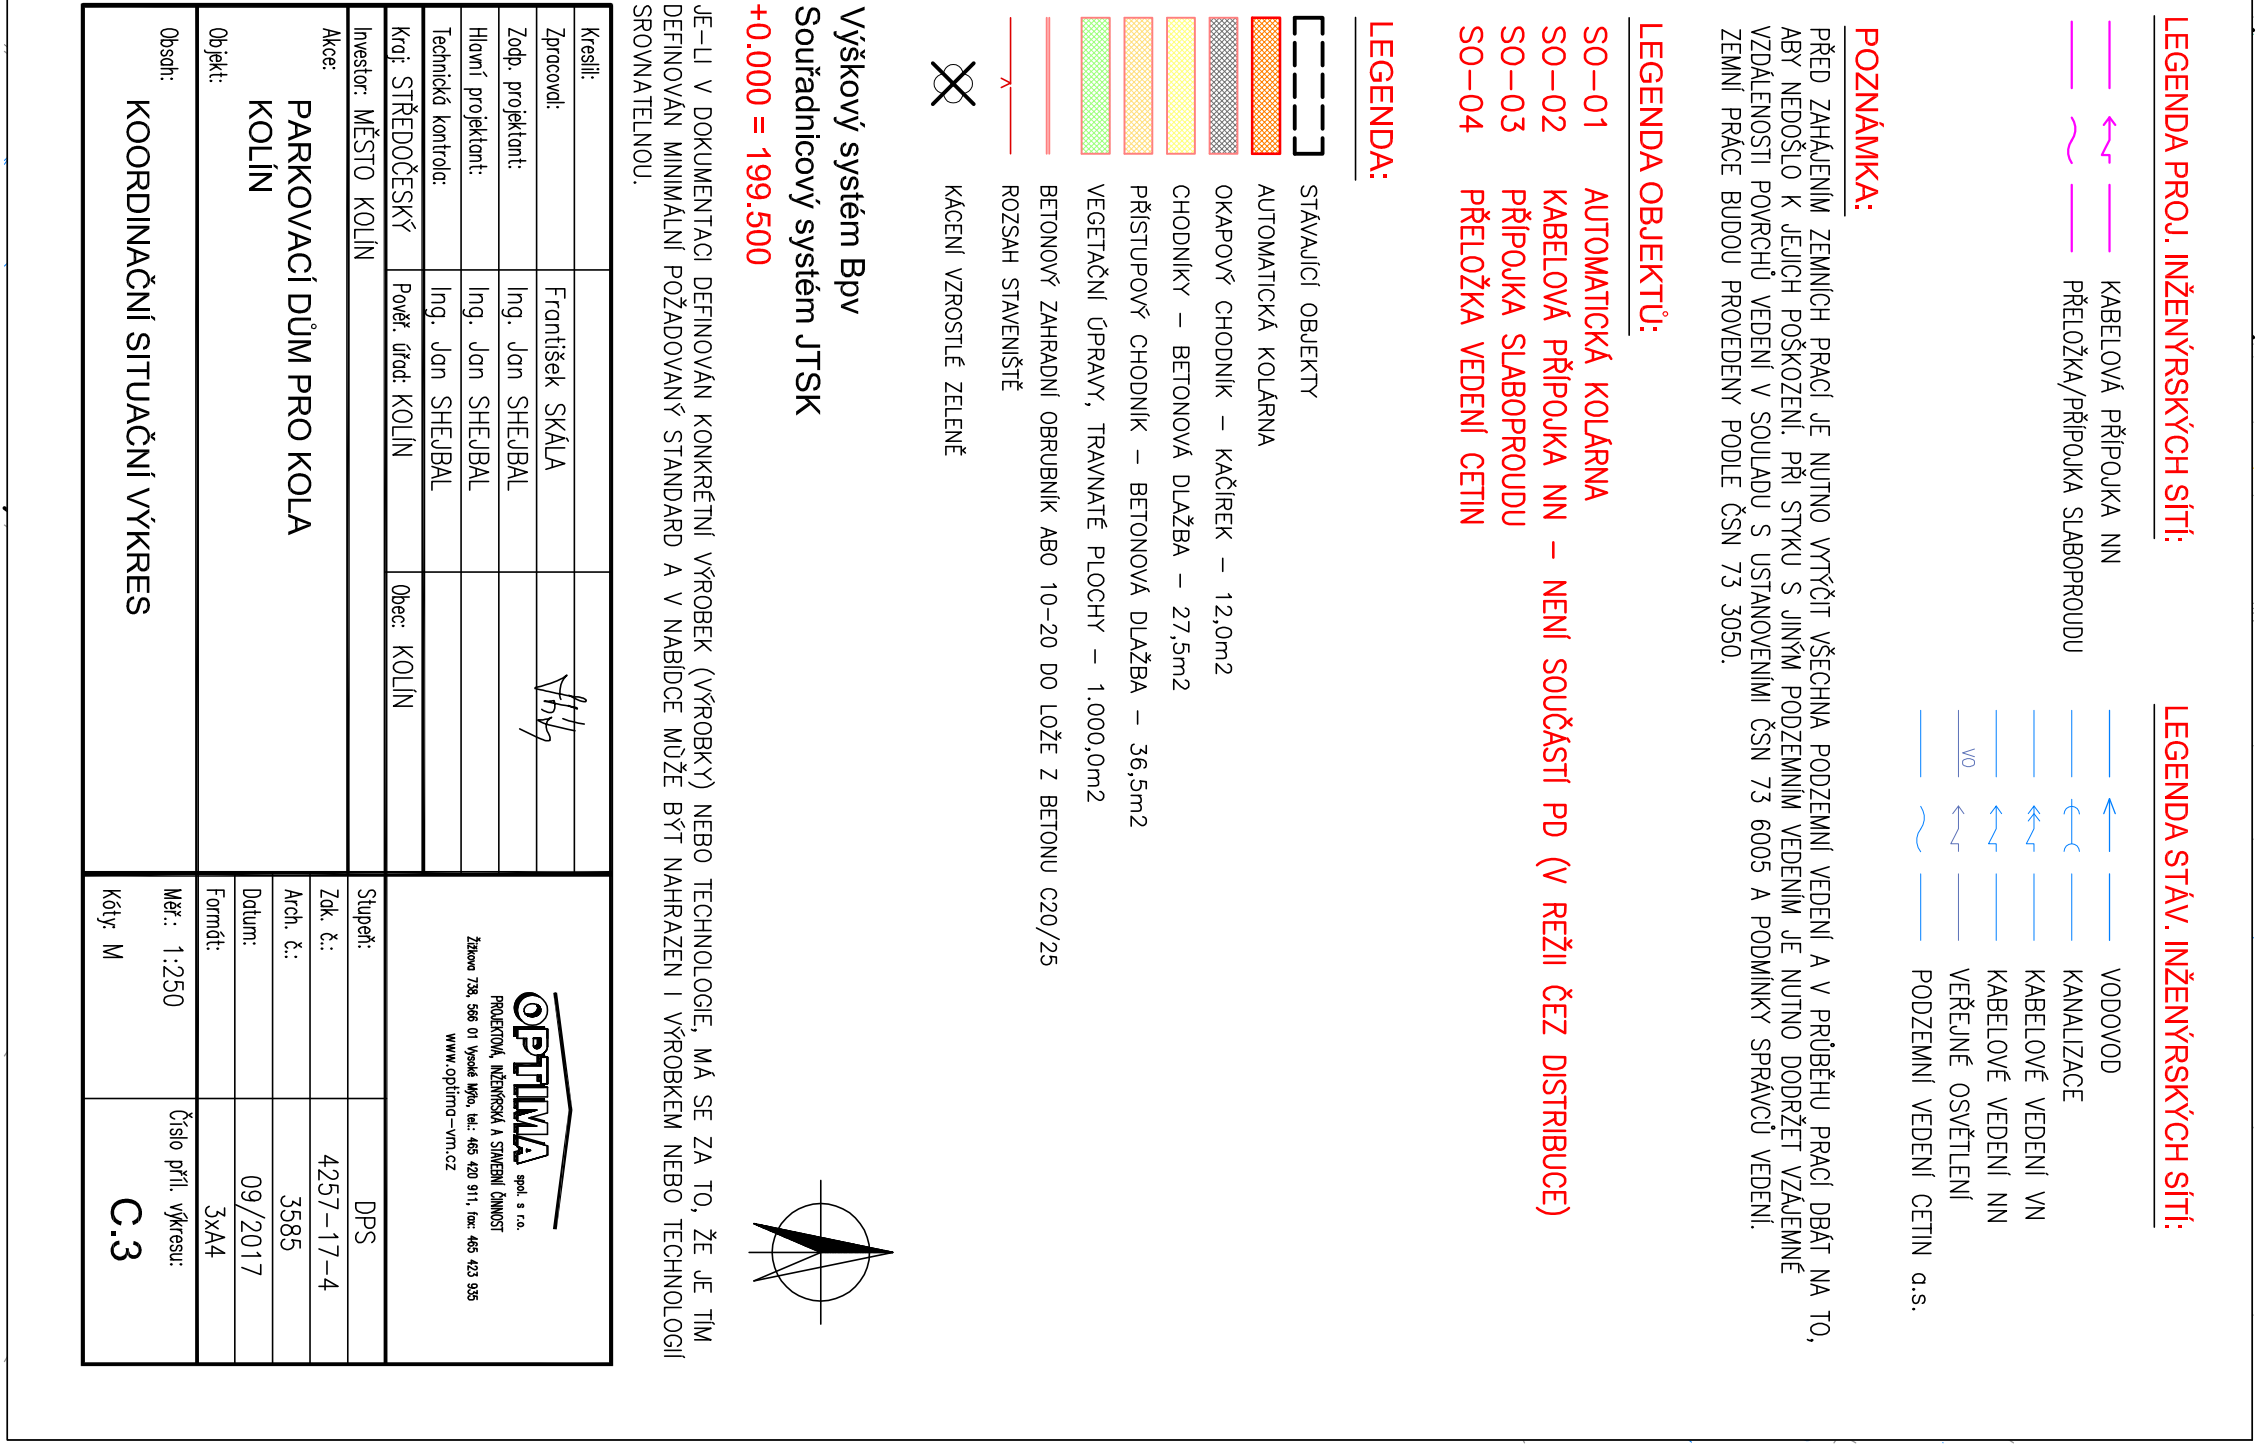 LEGENDA PROJ. INŽENÝRSKÝCH SÍTÍ:
KABELOVÁ PŘÍPOJKA NN
PŘELOŽKA/PŘÍPOJKA SLABOPROUDU
LEGENDA STÁV. INŽENÝRSKÝCH SÍTÍ:
VODOVOD
KANALIZACE
KABELOVÉ VEDENÍ VN
KABELOVÉ VEDENÍ NN
VO
VEŘEJNÉ OSVĚTLENÍ
PODZEMNÍ VEDENÍ CETIN a.s.
POZNÁMKA:
PŘED ZAHÁJENÍM ZEMNÍCH PRACÍ JE NUTNO VYTÝČIT VŠECHNA PODZEMNÍ VEDENÍ A V PRŮBĚHU PRACÍ DBÁT NA TO,
ABY NEDOŠLO K JEJICH POŠKOZENÍ. PŘI STYKU S JINÝM PODZEMNÍM VEDENÍM JE NUTNO DODRŽET VZÁJEMNÉ
VZDÁLENOSTI POVRCHŮ VEDENÍ V SOULADU S USTANOVENÍMI ČSN 73 6005 A PODMÍNKY SPRÁVCŮ VEDENÍ.
ZEMNÍ PRÁCE BUDOU PROVEDENY PODLE ČSN 73 3050.
LEGENDA OBJEKTŮ:
SO-01 AUTOMATICKÁ KOLÁRNA
SO-02 KABELOVÁ PŘÍPOJKA NN - NENÍ SOUČÁSTÍ PD (V REŽII ČEZ DISTRIBUCE)
SO-03 PŘÍPOJKA SLABOPROUDU
SO-04 PŘELOŽKA VEDENÍ CETIN
LEGENDA:
STÁVAJÍCÍ OBJEKTY
AUTOMATICKÁ KOLÁRNA
OKAPOVÝ CHODNÍK - KAČÍREK - 12,0m2
CHODNÍKY - BETONOVÁ DLAŽBA - 27,5m2
PŘÍSTUPOVÝ CHODNÍK - BETONOVÁ DLAŽBA - 36,5m2
VEGETAČNÍ ÚPRAVY, TRAVNATÉ PLOCHY - 1.000,0m2
BETONOVÝ ZAHRADNÍ OBRUBNÍK ABO 10-20 DO LOŽE Z BETONU C20/25
ROZSAH STAVENIŠTĚ
KÁCENÍ VZROSTLÉ ZELENĚ
Výškový systém Bpv
Souřadnicový systém JTSK
+0.000 = 199.500
JE-LI V DOKUMENTACI DEFINOVÁN KONKRÉTNÍ VÝROBEK (VÝROBKY) NEBO TECHNOLOGIE, MÁ SE ZA TO, ŽE JE TÍM
DEFINOVÁN MINIMÁLNÍ POŽADOVANÝ STANDARD A V NABÍDCE MŮŽE BÝT NAHRAZEN I VÝROBKEM NEBO TECHNOLOGIÍ
SROVNATELNOU.
Kreslil:
Zpracoval: František SKÁLA
Zodp. projektant: Ing. Jan SHEJBAL
Hlavní projektant: Ing. Jan SHEJBAL
Technická kontrola: Ing. Jan SHEJBAL
Kraj: STŘEDOČESKÝ Pověř. úřad: KOLÍN Obec: KOLÍN
Investor: MĚSTO KOLÍN
Akce:
PARKOVACÍ DŮM PRO KOLA
KOLÍN
Objekt:
Obsah:
KOORDINAČNÍ SITUAČNÍ VÝKRES
OPTIMA spol. s r.o.
PROJEKTOVÁ, INŽENÝRSKÁ A STAVEBNÍ ČINNOST
Žižkova 738, 566 01 Vysoké Mýto, tel.: 465 420 911, fax: 465 423 935
www.optima-vm.cz
Stupeň: DPS
Zak. č.: 4257-17-4
Arch. č.: 3585
Datum: 09/2017
Formát: 3xA4
Měř.: 1:250
Kóty: M
Číslo příl. výkresu:
C.3